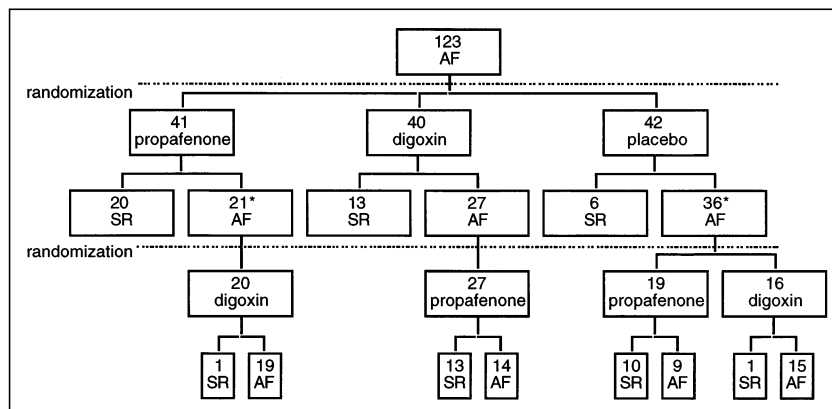 123
AF
randomization
41
propafenone
40
digoxin
42
placebo
20
SR
21*
AF
13
SR
27
AF
6
SR
36*
AF
randomization
20
digoxin
27
propafenone
19
propafenone
16
digoxin
1
SR
19
AF
13
SR
14
AF
10
SR
9
AF
1
SR
15
AF